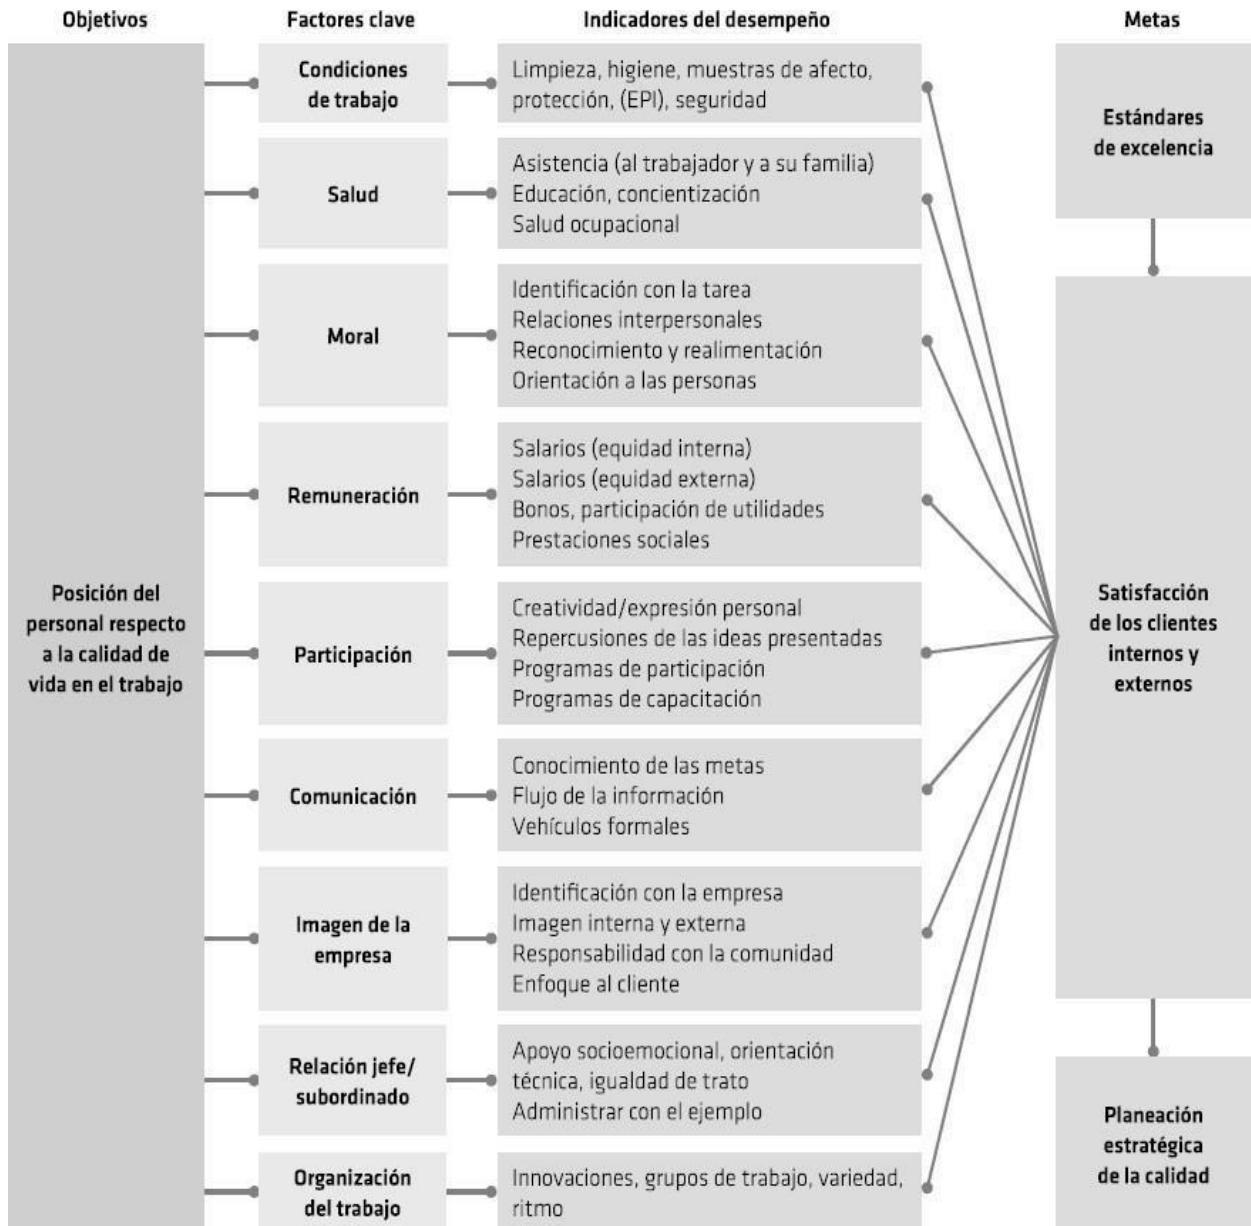 Objetivos
Factores clave
Indicadores del desempeño
Metas
Posición del
personal respecto
a la calidad de
vida en el trabajo
Condiciones
de trabajo
Limpieza, higiene, muestras de afecto,
protección, (EPI), seguridad
Salud
Asistencia (al trabajador y a su familia)
Educación, concientización
Salud ocupacional
Moral
Identificación con la tarea
Relaciones interpersonales
Reconocimiento y realimentación
Orientación a las personas
Remuneración
Salarios (equidad interna)
Salarios (equidad externa)
Bonos, participación de utilidades
Prestaciones sociales
Participación
Creatividad/expresión personal
Repercusiones de las ideas presentadas
Programas de participación
Programas de capacitación
Comunicación
Conocimiento de las metas
Flujo de la información
Vehículos formales
Imagen de la
empresa
Identificación con la empresa
Imagen interna y externa
Responsabilidad con la comunidad
Enfoque al cliente
Relación jefe/
subordinado
Apoyo socioemocional, orientación
técnica, igualdad de trato
Administrar con el ejemplo
Organización
del trabajo
Innovaciones, grupos de trabajo, variedad,
ritmo
Estándares
de excelencia
Satisfacción
de los clientes
internos y
externos
Planeación
estratégica
de la calidad